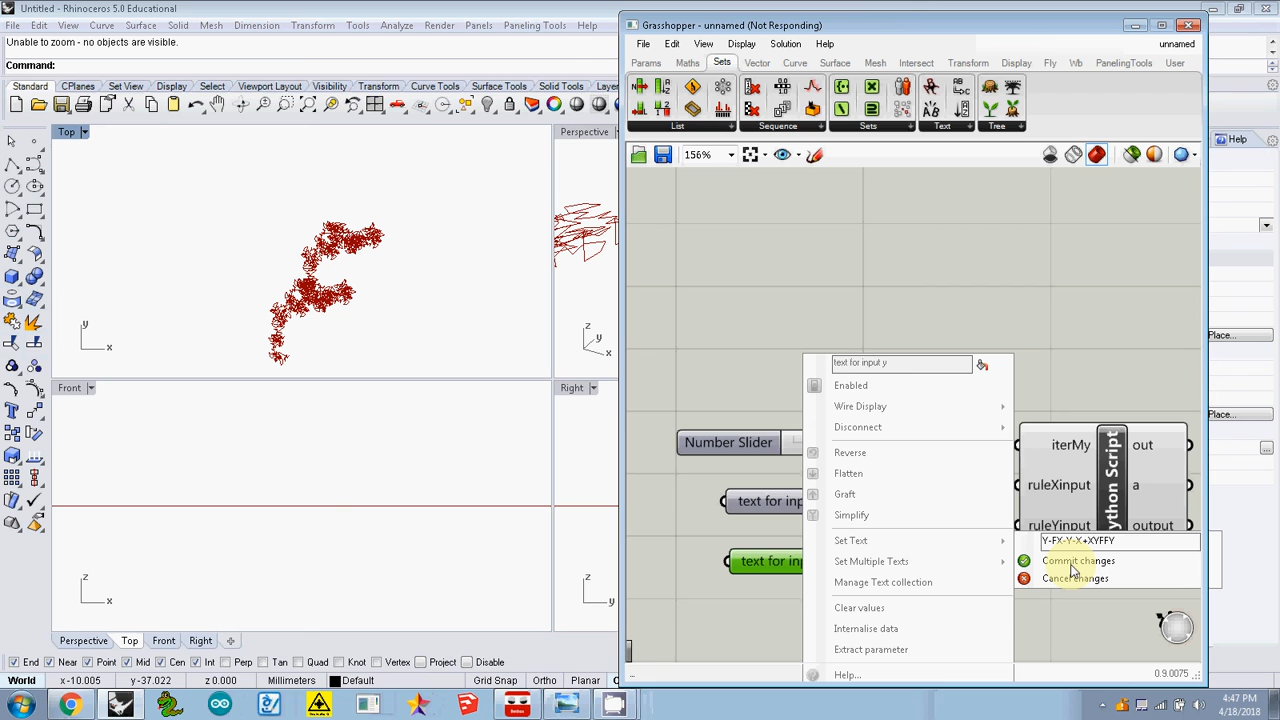 Untitled - Rhinoceros 5.0 Educational
File Edit View Curve Surface Solid Mesh Dimension Transform Tools Analyze Render Panels Paneling Tools Help
Unable to zoom - no objects are visible.
Command:
Standard CPlanes Set View Display Select Viewport Layout Visibility Transform Curve Tools Surface Tools Solid Tools
Top
Perspective
y
x
z
y
x
Front
Right
z
x
z
y
Perspective Top Front Right
End Near Point Mid Cen Int Perp Tan Quad Knot Vertex Project Disable
World x -10.005 y -37.022 z 0.000 Millimeters Default Grid Snap Ortho Planar
Grasshopper - unnamed (Not Responding)
File Edit View Display Solution Help unnamed
Params Maths Sets Vector Curve Surface Mesh Intersect Transform Display Fly Wb PanelingTools User
List Sequence Sets Text Tree
156%
Number Slider
text for inp
text for inp
text for input y
Enabled
Wire Display
Disconnect
Reverse
Flatten
Graft
Simplify
Set Text
Set Multiple Texts
Manage Text collection
Clear values
Internalise data
Extract parameter
Help...
iterMy
ruleXinput
ruleYinput
ython Script
out
a
output
Y-FX-Y-X+XYFFY
Commit changes
Cancel changes
0.9.0075
Help
Place...
Place...
...
4:47 PM
4/18/2018